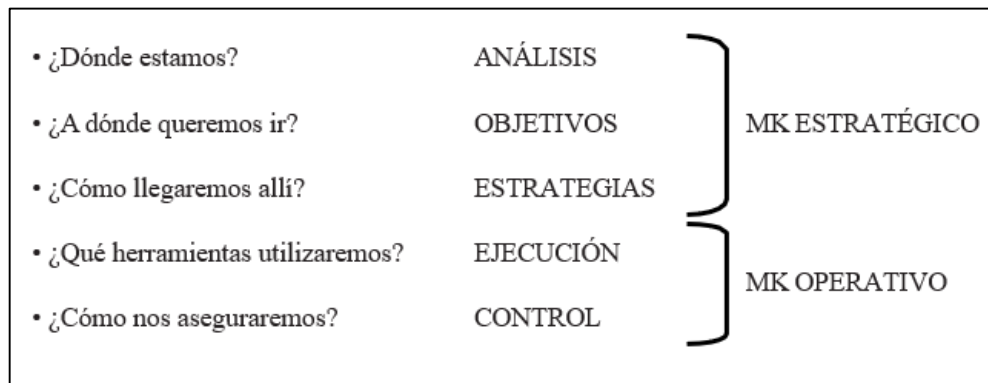 • ¿Dónde estamos? ANÁLISIS
• ¿A dónde queremos ir? OBJETIVOS MK ESTRATÉGICO
• ¿Cómo llegaremos allí? ESTRATEGIAS
• ¿Qué herramientas utilizaremos? EJECUCIÓN
MK OPERATIVO
• ¿Cómo nos aseguraremos? CONTROL